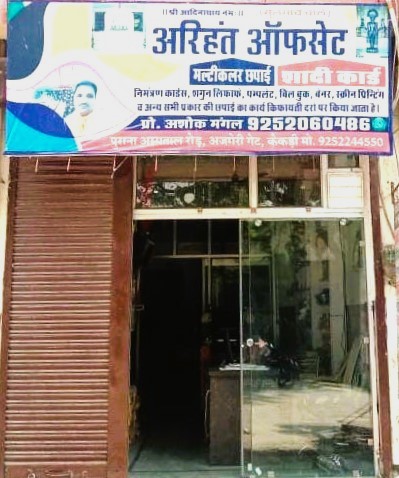 ॥ श्री आदिनाथाय नमः ॥
अरिहंत ऑफसेट
मल्टीकलर छपाई शादी कार्ड
निमंत्रण कार्डस, शगुन लिफाफे, पम्पलेट, बिल बुक, बैनर, स्क्रीन प्रिन्टिंग
व अन्य सभी प्रकार की छपाई का कार्य किफायती दरों पर किया जाता है।
प्रो. अशोक मंगल 9252060486
पुराना अस्पताल रोड़, अजमेरी गेट, केकड़ी मो. 9252244550